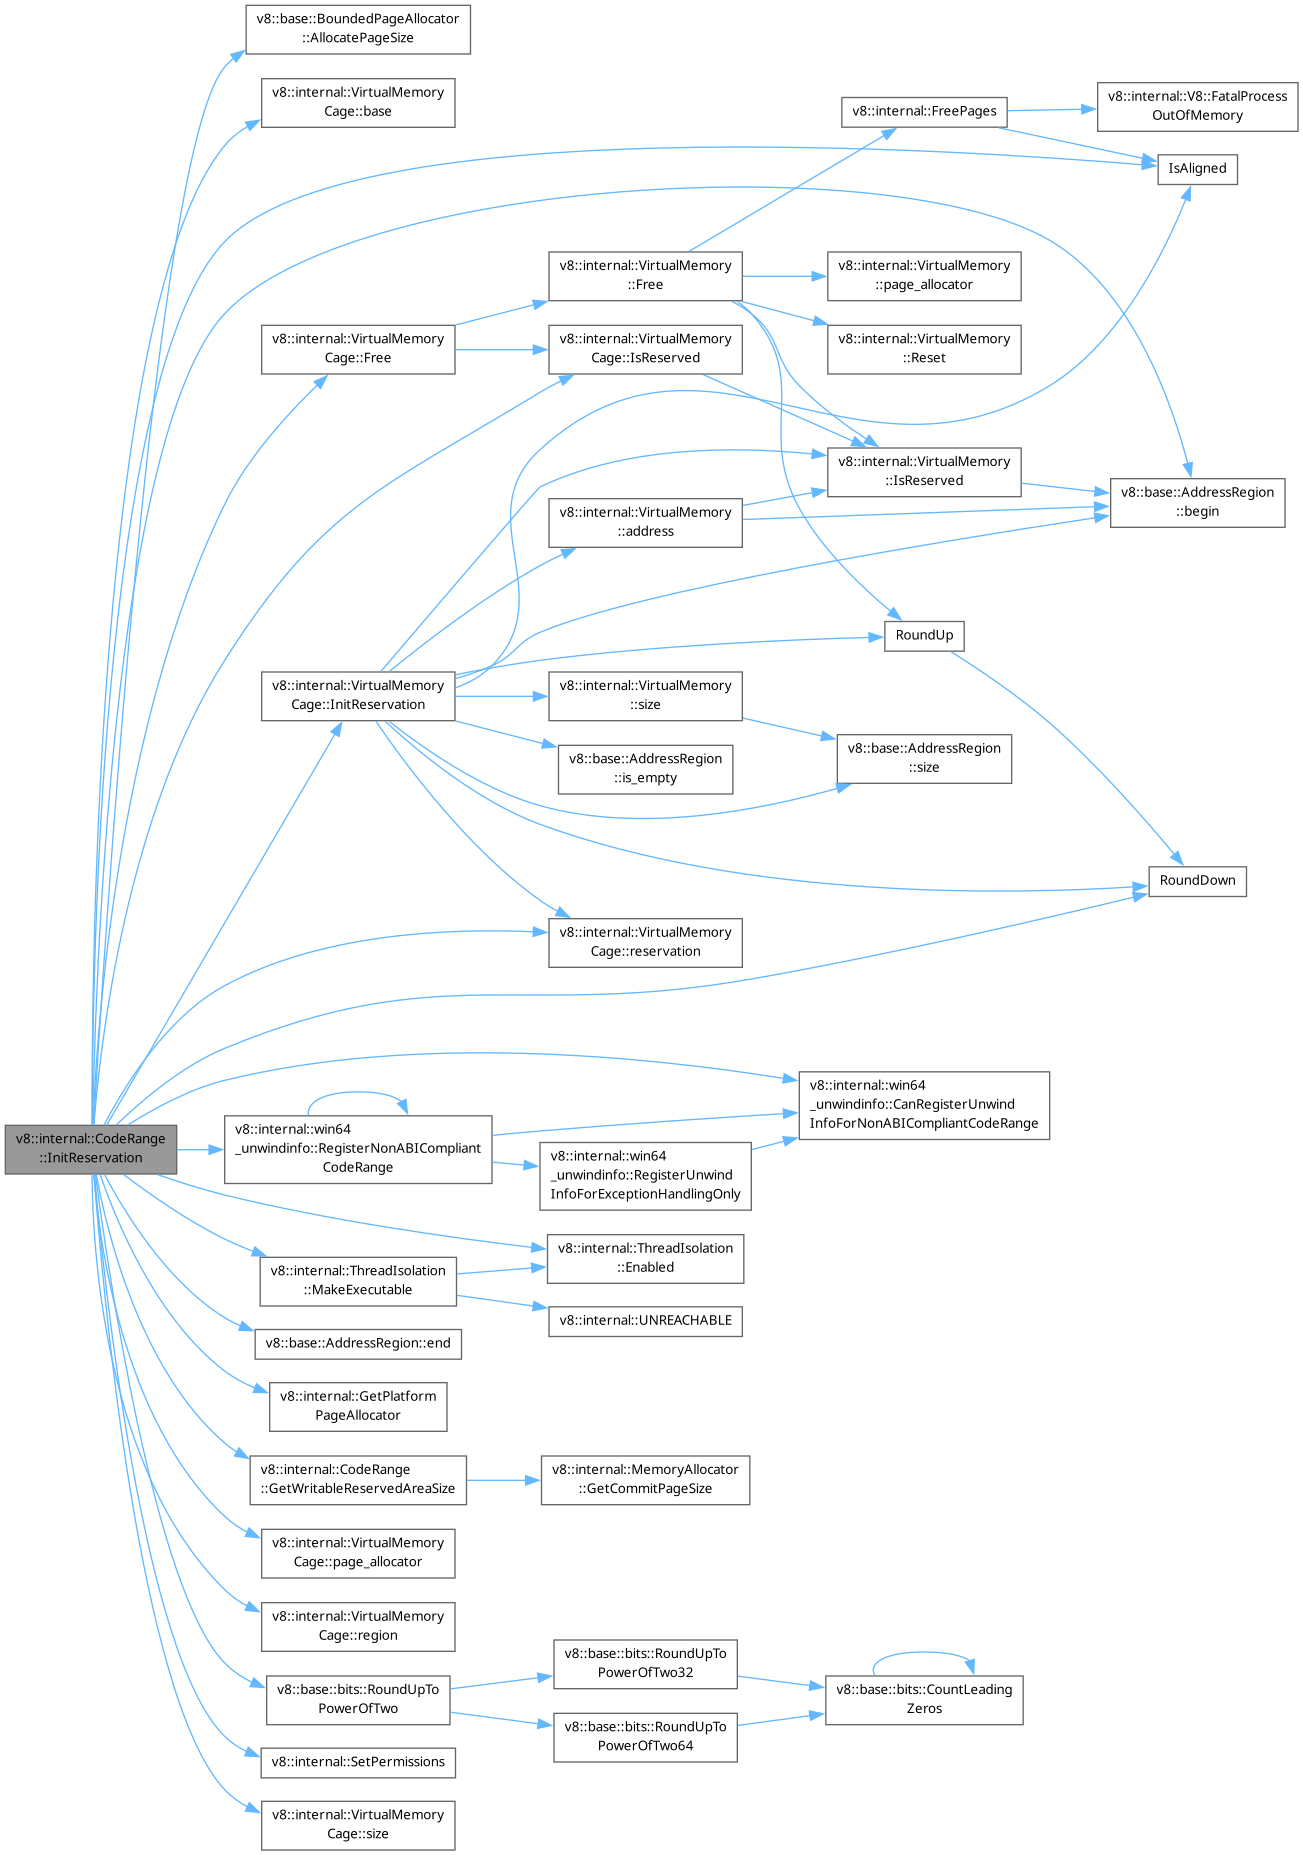 v8::base::BoundedPageAllocator
::AllocatePageSize
v8::internal::VirtualMemory
Cage::base
v8::internal::FreePages
v8::internal::V8::FatalProcess
OutOfMemory
IsAligned
v8::internal::VirtualMemory
::Free
v8::internal::VirtualMemory
::page_allocator
v8::internal::VirtualMemory
Cage::Free
v8::internal::VirtualMemory
Cage::IsReserved
v8::internal::VirtualMemory
::Reset
v8::internal::VirtualMemory
::IsReserved
v8::base::AddressRegion
::begin
v8::internal::VirtualMemory
::address
RoundUp
v8::internal::VirtualMemory
Cage::InitReservation
v8::internal::VirtualMemory
::size
v8::base::AddressRegion
::is_empty
v8::base::AddressRegion
::size
RoundDown
v8::internal::VirtualMemory
Cage::reservation
v8::internal::win64
_unwindinfo::CanRegisterUnwind
InfoForNonABICompliantCodeRange
v8::internal::CodeRange
::InitReservation
v8::internal::win64
_unwindinfo::RegisterNonABICompliant
CodeRange
v8::internal::win64
_unwindinfo::RegisterUnwind
InfoForExceptionHandlingOnly
v8::internal::ThreadIsolation
::Enabled
v8::internal::ThreadIsolation
::MakeExecutable
v8::internal::UNREACHABLE
v8::base::AddressRegion::end
v8::internal::GetPlatform
PageAllocator
v8::internal::CodeRange
::GetWritableReservedAreaSize
v8::internal::MemoryAllocator
::GetCommitPageSize
v8::internal::VirtualMemory
Cage::page_allocator
v8::internal::VirtualMemory
Cage::region
v8::base::bits::RoundUpTo
PowerOfTwo
v8::base::bits::RoundUpTo
PowerOfTwo32
v8::base::bits::RoundUpTo
PowerOfTwo64
v8::base::bits::CountLeading
Zeros
v8::internal::SetPermissions
v8::internal::VirtualMemory
Cage::size